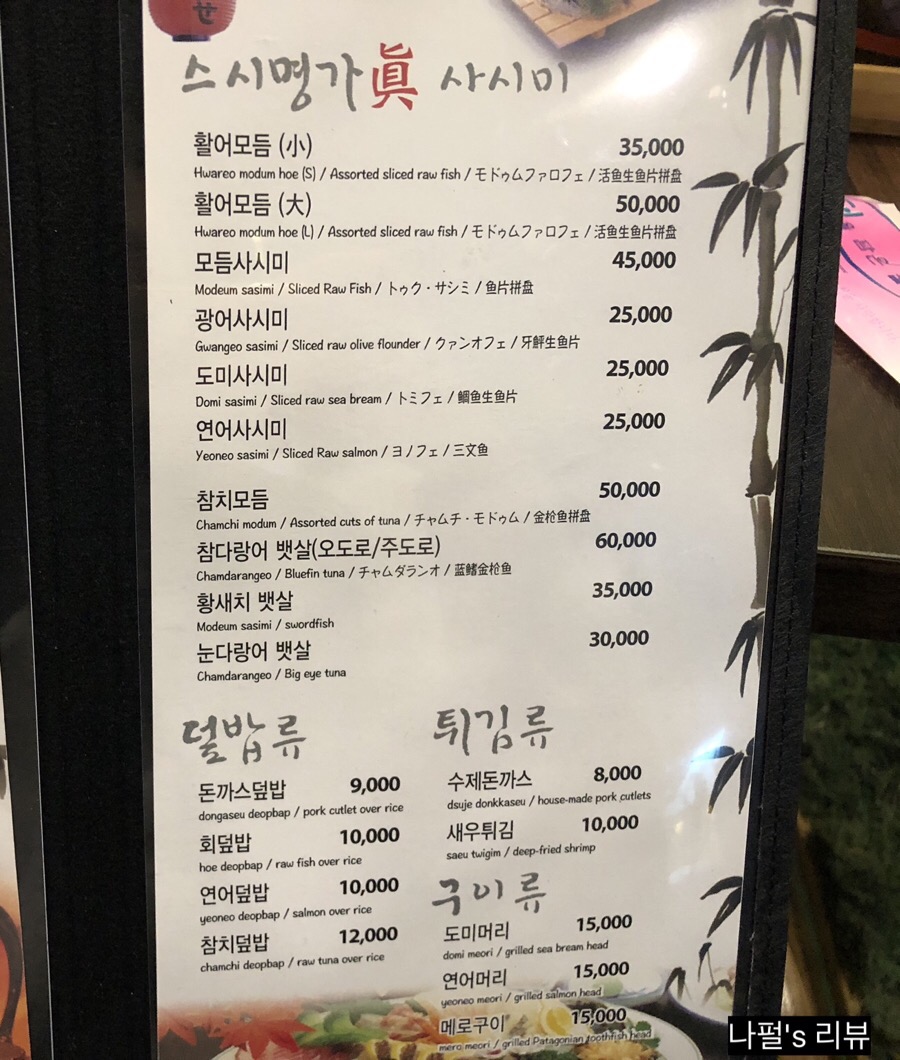 せ
스시명가眞 사시미
활어모듬 (小) 35,000
Hwareo modum hoe (S) / Assorted sliced raw fish / モドゥムファロフェ / 活鱼生鱼片拼盘
활어모듬 (大) 50,000
Hwareo modum hoe (L) / Assorted sliced raw fish / モドゥムファロフェ / 活鱼生鱼片拼盘
모듬사시미 45,000
Modeum sasimi / Sliced Raw Fish / トゥク・サシミ / 鱼片拼盘
광어사시미 25,000
Gwangeo sasimi / Sliced raw olive flounder / クァンオフェ / 牙鲆生鱼片
도미사시미 25,000
Domi sasimi / Sliced raw sea bream / トミフェ / 鲷鱼生鱼片
연어사시미 25,000
Yeoneo sasimi / Sliced Raw salmon / ヨノフェ / 三文鱼
참치모듬 50,000
Chamchi modum / Assorted cuts of tuna / チャムチ・モドゥム / 金枪鱼拼盘
참다랑어 뱃살(오도로/주도로) 60,000
Chamdarangeo / Bluefin tuna / チャムダランオ / 蓝鳍金枪鱼
황새치 뱃살 35,000
Modeum sasimi / swordfish
눈다랑어 뱃살 30,000
Chamdarangeo / Big eye tuna
덮밥류
돈까스덮밥 9,000
dongaseu deopbap / pork cutlet over rice
회덮밥 10,000
hoe deopbap / raw fish over rice
연어덮밥 10,000
yeoneo deopbap / salmon over rice
참치덮밥 12,000
chamchi deopbap / raw tuna over rice
튀김류
수제돈까스 8,000
dsuje donkkaseu / house-made pork cutlets
새우튀김 10,000
saeu twigim / deep-fried shrimp
구이류
도미머리 15,000
domi meori / grilled sea bream head
연어머리 15,000
yeoneo meori / grilled salmon head
메로구이 15,000
mero meori / grilled Patagonian toothfish head
나펄's 리뷰